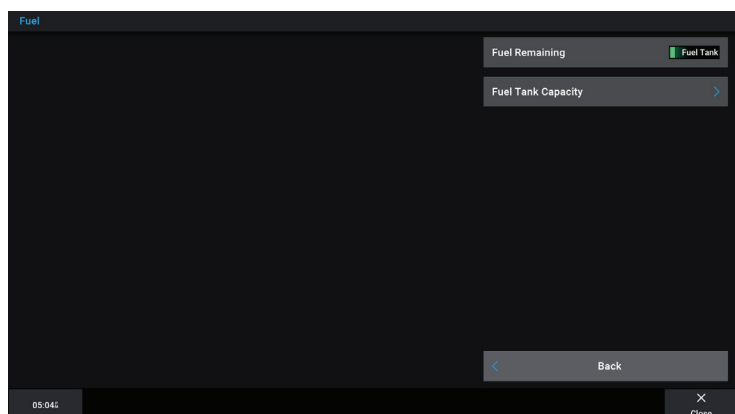 Fuel
Fuel Remaining
Fuel Tank
Fuel Tank Capacity
Back
05:04
Close